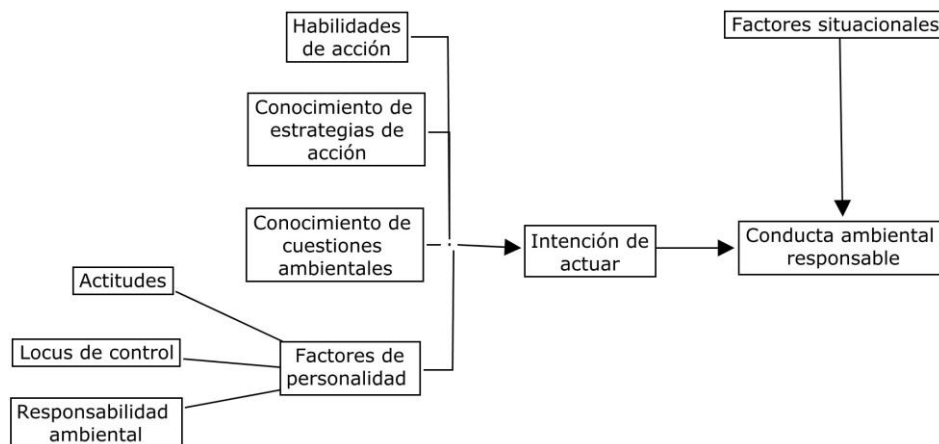 Habilidades
de acción
Factores situacionales
Conocimiento de
estrategias de
acción
Conocimiento de
cuestiones
ambientales
Intención de
actuar
Conducta ambiental
responsable
Actitudes
Locus de control
Factores de
personalidad
Responsabilidad
ambiental